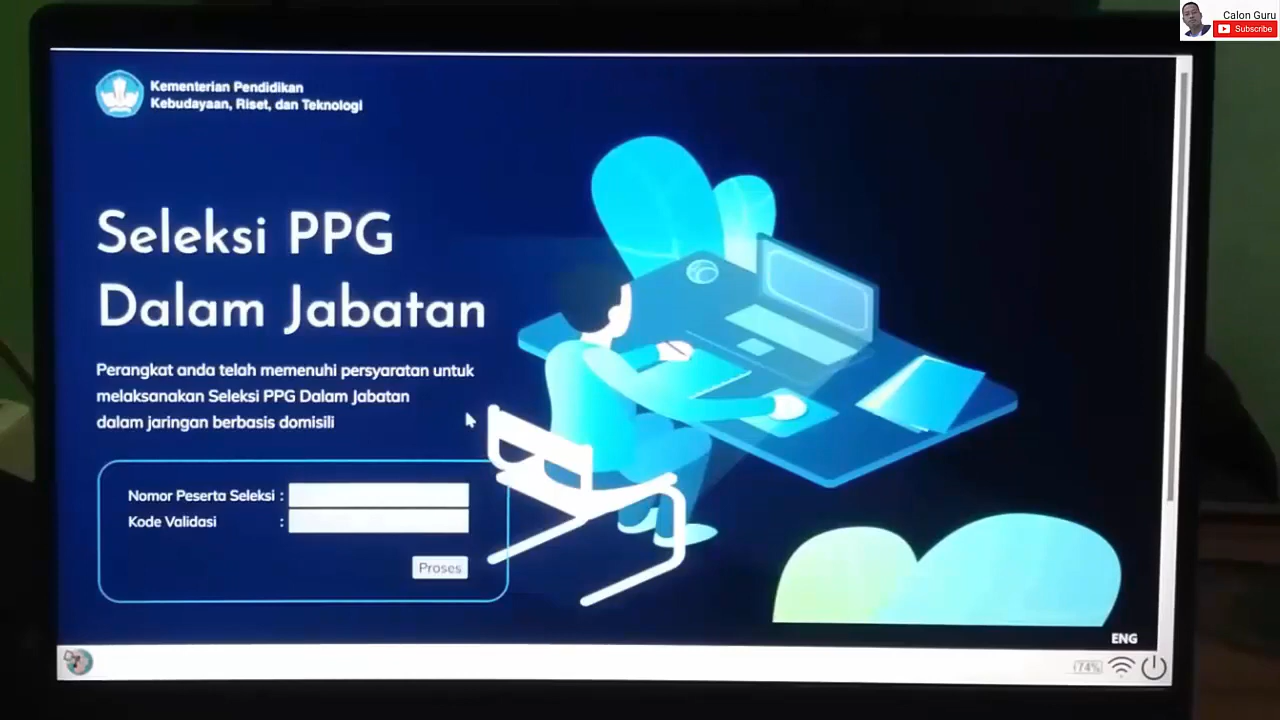 Calon Guru
Subscribe
Kementerian Pendidikan
Kebudayaan, Riset, dan Teknologi
Seleksi PPG
Dalam Jabatan
Perangkat anda telah memenuhi persyaratan untuk
melaksanakan Seleksi PPG Dalam Jabatan
dalam jaringan berbasis domisili
Nomor Peserta Seleksi :
Kode Validasi :
Proses
ENG
74%